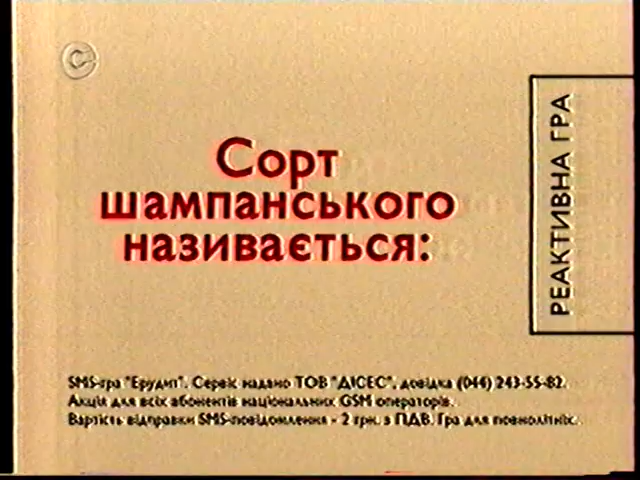 Сорт
шампанського
називається:
РЕАКТИВНА ГРА
SMS-гра "Ерудит". Сервіс надано ТОВ "ДІСЕС", довідка (044) 243-55-82.
Акція для всіх абонентів національних GSM операторів.
Вартість відправки SMS-повідомлення - 2 грн. з ПДВ. Гра для повнолітніх.